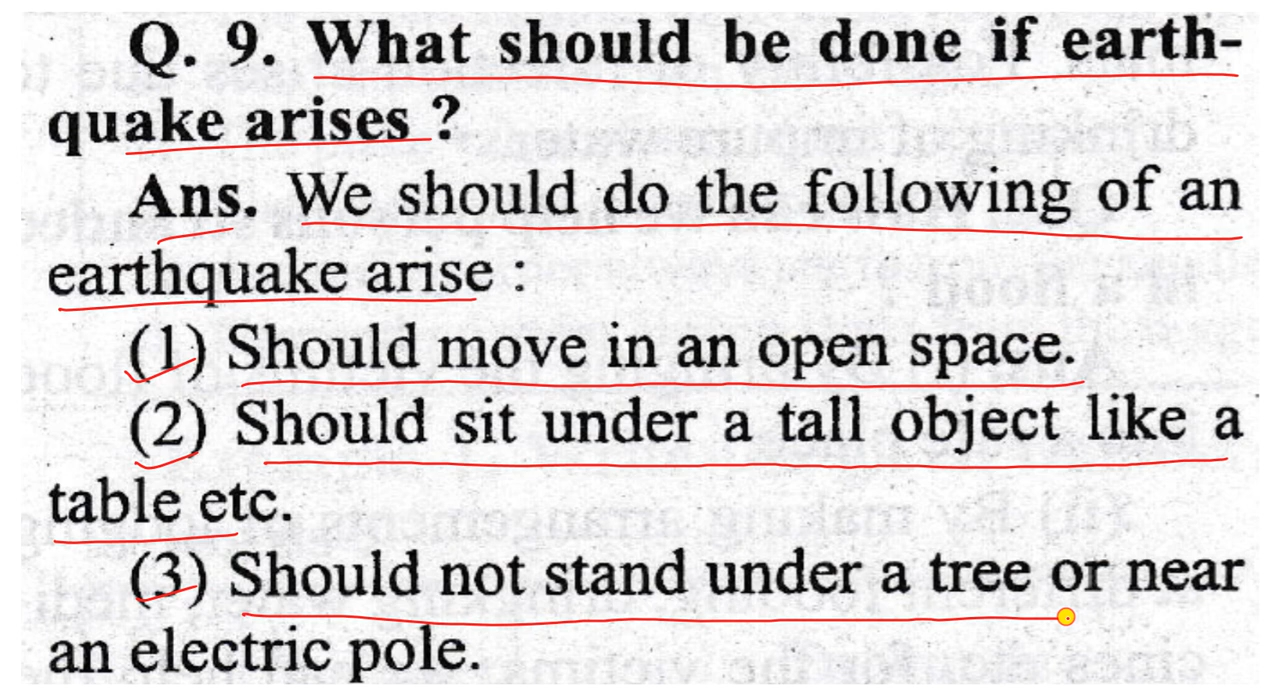 Q. 9. What should be done if earth-
quake arises ?
Ans. We should do the following of an
earthquake arise :
(1) Should move in an open space.
(2) Should sit under a tall object like a
table etc.
(3) Should not stand under a tree or near
an electric pole.